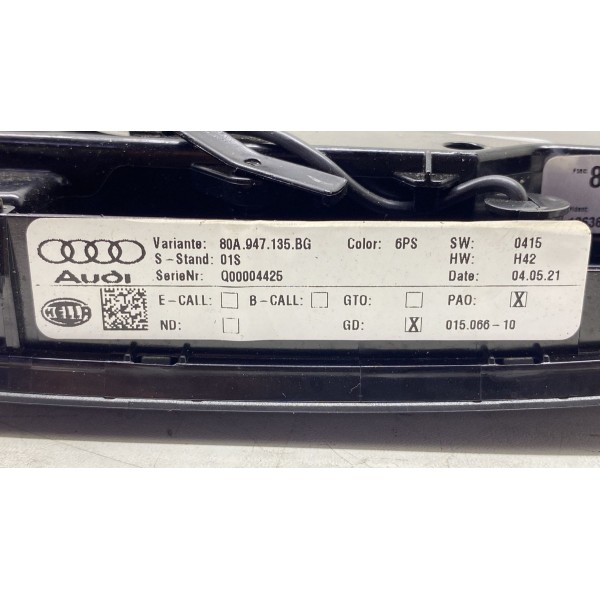 Variante: 80A.947.135.BG Color: 6PS SW: 0415
S-Stand: 01S HW: H42
Audi SerieNr: Q00004425 Date: 04.05.21
E-CALL: B-CALL: GTO: PAO: X
HELLA ND: GD: X 015.066-10
8